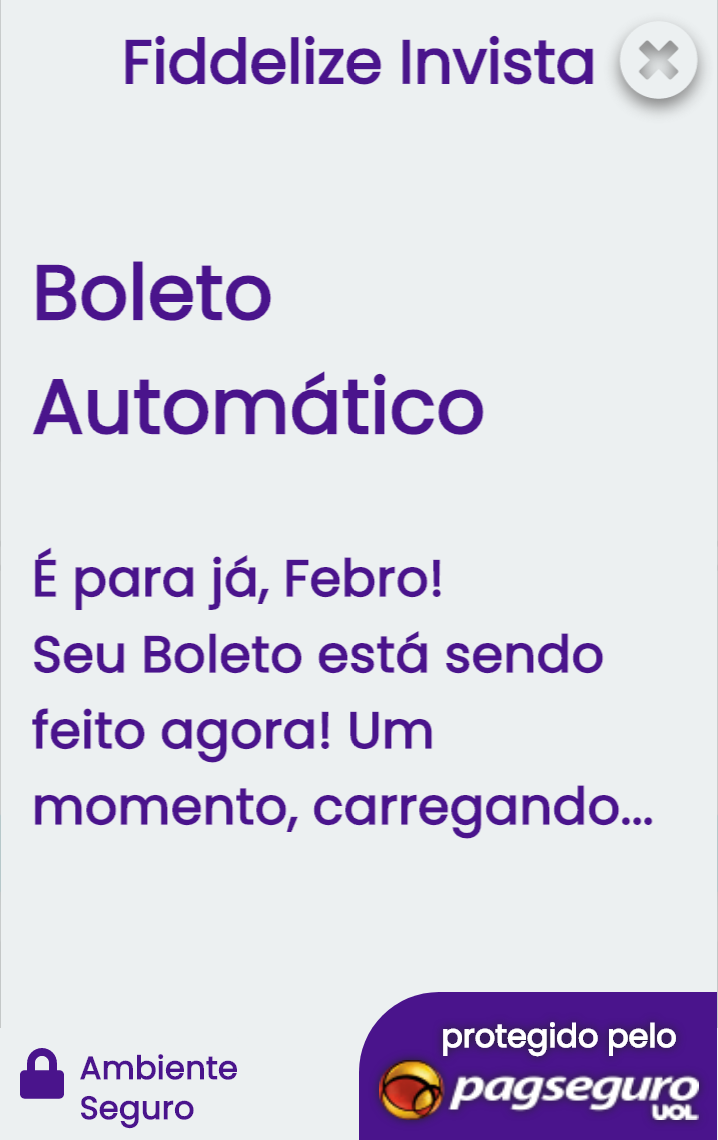 Fiddelize Invista
Boleto
Automático
É para já, Febro!
Seu Boleto está sendo
feito agora! Um
momento, carregando...
Ambiente
Seguro
protegido pelo
pagseguro
UOL